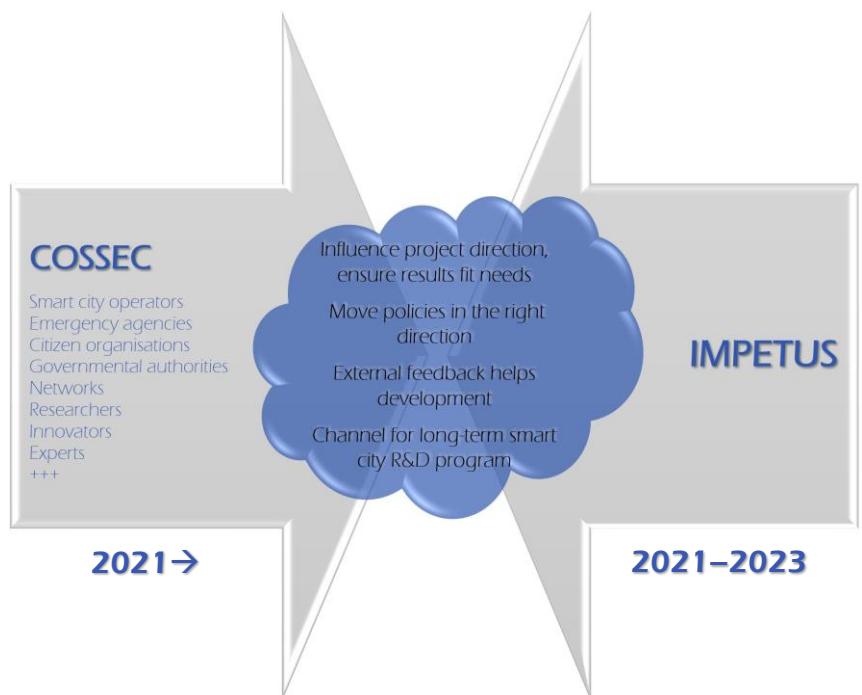 COSSEC
Smart city operators
Emergency agencies
Citizen organisations
Governmental authorities
Networks
Researchers
Innovators
Experts
+++
2021→
Influence project direction,
ensure results fit needs
Move policies in the right
direction
External feedback helps
development
Channel for long-term smart
city R&D program
IMPETUS
2021–2023